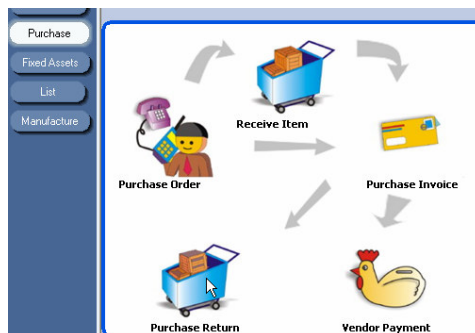 Purchase
Fixed Assets
List
Manufacture
Receive Item
Purchase Order
Purchase Invoice
Purchase Return
Vendor Payment